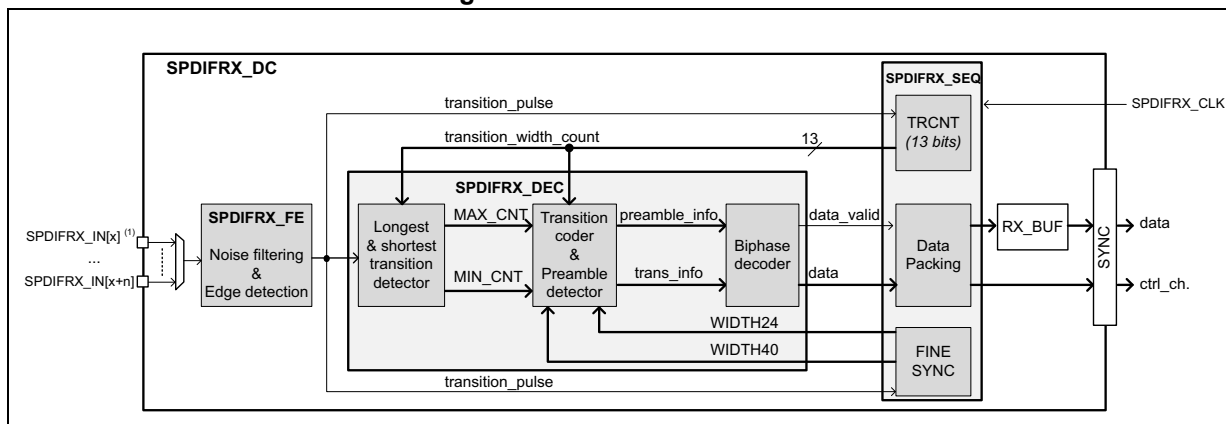 SPDIFRX_DC
SPDIFRX_SEQ
transition_pulse
SPDIFRX_CLK
TRCNT
(13 bits)
transition_width_count
13
SPDIFRX_DEC
SPDIFRX_FE
Noise filtering
&
Edge detection
SPDIFRX_IN[x] (1)
...
SPDIFRX_IN[x+n]
Longest
& shortest
transition
detector
MAX_CNT
MIN_CNT
Transition
coder
&
Preamble
detector
preamble_info
trans_info
Biphase
decoder
data_valid
data
Data
Packing
RX_BUF
SYNC
data
ctrl_ch.
WIDTH24
WIDTH40
FINE
SYNC
transition_pulse